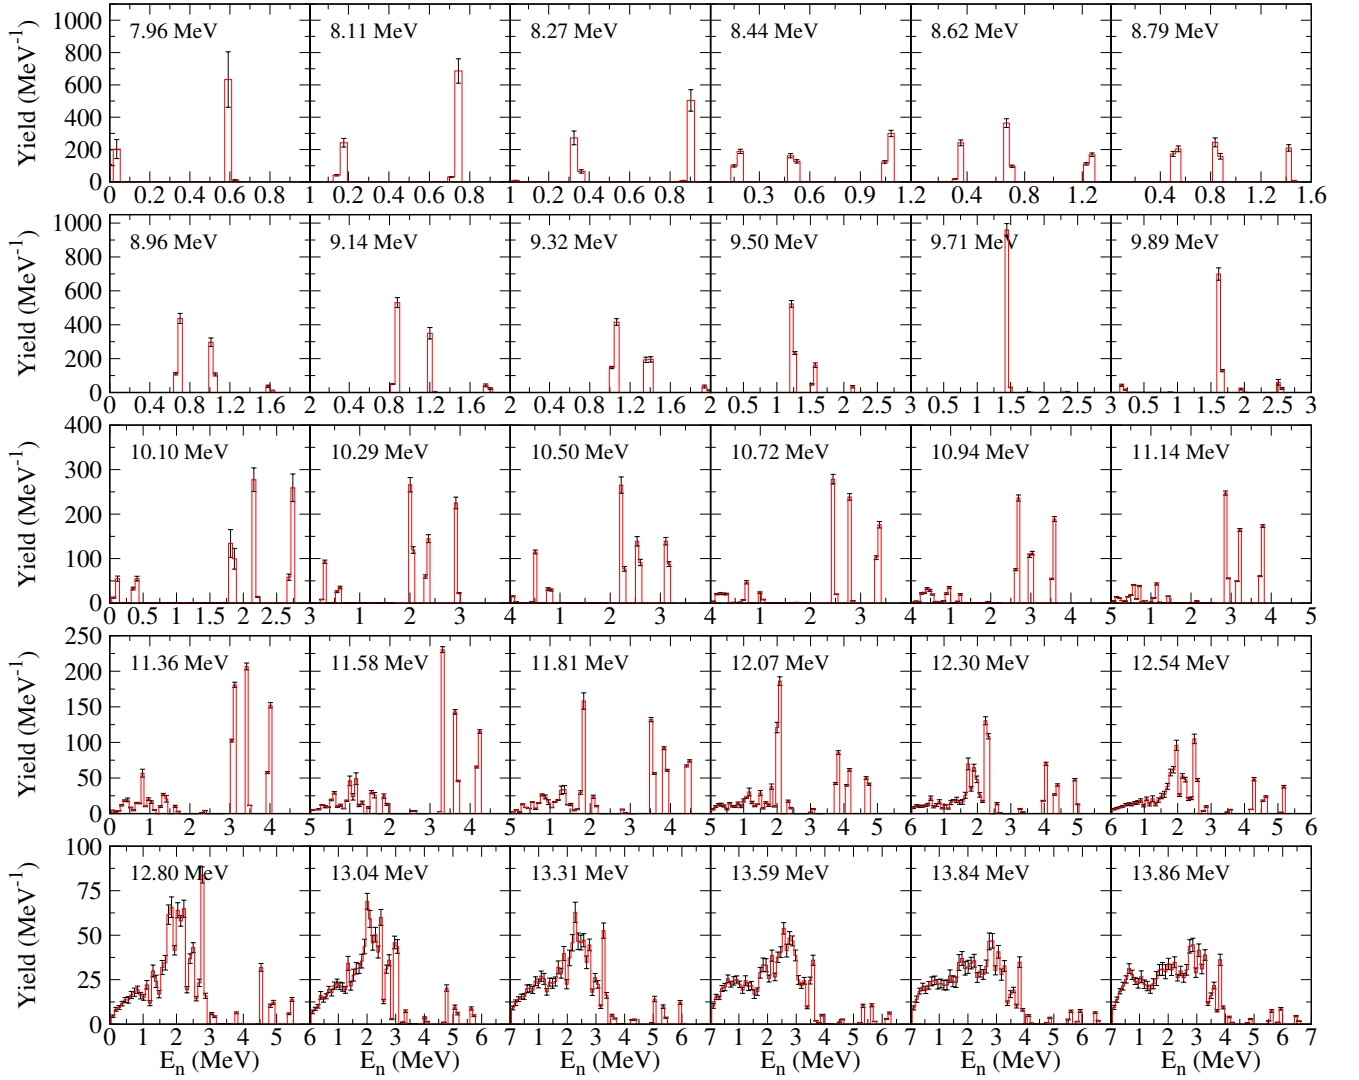 1000
800
600
400
200
0
Yield (MeV-1)
7.96 MeV
8.11 MeV
8.27 MeV
8.44 MeV
8.62 MeV
8.79 MeV
0 0.2 0.4 0.6 0.8 1 0.2 0.4 0.6 0.8 1 0.2 0.4 0.6 0.8 1 0.3 0.6 0.9 1.2 0.4 0.8 1.2 0.4 0.8 1.2 1.6
1000
800
600
400
200
0
Yield (MeV-1)
8.96 MeV
9.14 MeV
9.32 MeV
9.50 MeV
9.71 MeV
9.89 MeV
0 0.4 0.8 1.2 1.6 2 0.4 0.8 1.2 1.6 2 0.4 0.8 1.2 1.6 2 0.5 1 1.5 2 2.5 3 0.5 1 1.5 2 2.5 3 0.5 1 1.5 2 2.5 3
400
300
200
100
0
Yield (MeV-1)
10.10 MeV
10.29 MeV
10.50 MeV
10.72 MeV
10.94 MeV
11.14 MeV
0 0.5 1 1.5 2 2.5 3 1 2 3 4 1 2 3 4 1 2 3 4 1 2 3 4 5 1 2 3 4 5
250
200
150
100
50
0
Yield (MeV-1)
11.36 MeV
11.58 MeV
11.81 MeV
12.07 MeV
12.30 MeV
12.54 MeV
0 1 2 3 4 5 1 2 3 4 5 1 2 3 4 5 1 2 3 4 5 6 1 2 3 4 5 6 1 2 3 4 5 6
100
75
50
25
0
Yield (MeV-1)
12.80 MeV
13.04 MeV
13.31 MeV
13.59 MeV
13.84 MeV
13.86 MeV
0 1 2 3 4 5 6 1 2 3 4 5 6 7 1 2 3 4 5 6 7 1 2 3 4 5 6 7 1 2 3 4 5 6 7 1 2 3 4 5 6 7
En (MeV) En (MeV) En (MeV) En (MeV) En (MeV) En (MeV)